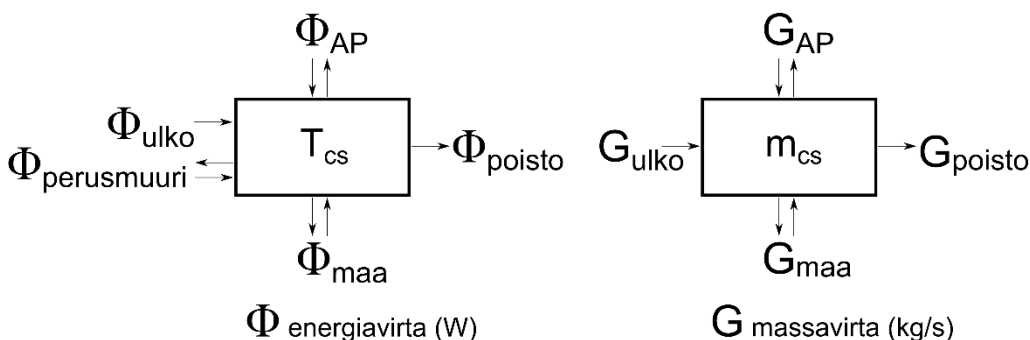 Φ_AP
Φ_ulko
Φ_perusmuuri
T_cs
Φ_poisto
Φ_maa
Φ energiavirta (W)
G_AP
G_ulko
m_cs
G_poisto
G_maa
G massavirta (kg/s)